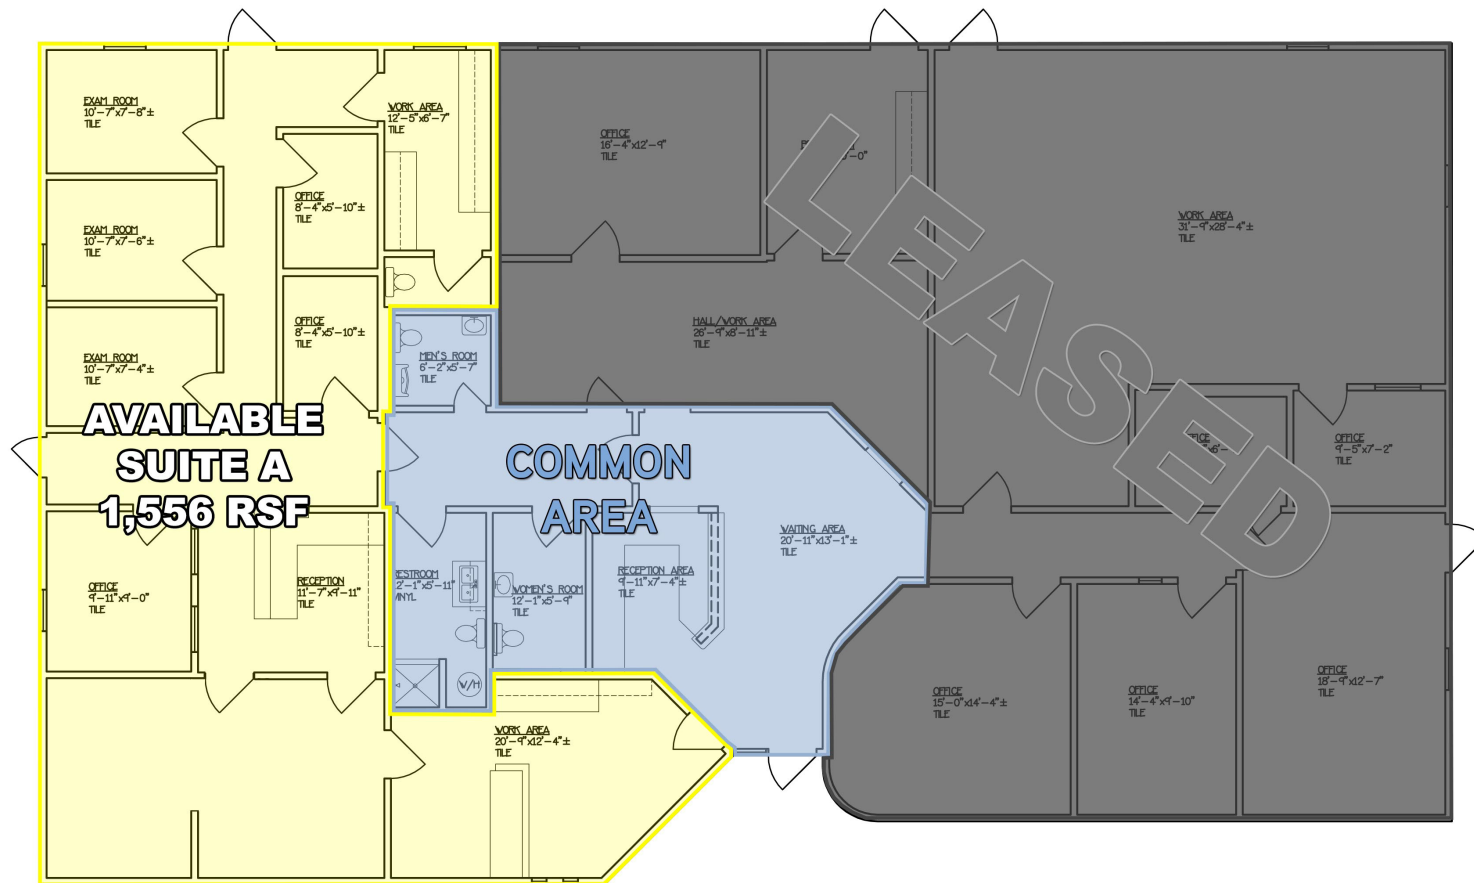 EXAM ROOM
10'-7"x7'-8"±
TILE
WORK AREA
12'-5"x6'-7"
TILE
OFFICE
16'-4"x12'-9"
TILE
OFFICE
8'-4"x5'-10"±
TILE
EXAM ROOM
10'-7"x7'-6"±
TILE
WORK AREA
31'-9"x28'-4"±
TILE
LEASED
OFFICE
8'-4"x5'-10"±
TILE
HALL/WORK AREA
26'-9"x8'-11"±
TILE
EXAM ROOM
10'-7"x7'-4"±
MEN'S ROOM
6'-2"x5'-7"
TILE
AVAILABLE
SUITE A
1,556 RSF
COMMON
AREA
OFFICE
9'-5"x7'-2"
TILE
WAITING AREA
20'-11"x13'-1"±
TILE
OFFICE
9'-11"x9'-0"
TILE
RECEPTION
11'-7"x9'-11"
TILE
RESTROOM
12'-1"x5'-11"
VINYL
WOMEN'S ROOM
12'-1"x5'-9"
TILE
RECEPTION AREA
9'-11"x7'-4"±
TILE
W/H
OFFICE
15'-0"x14'-4"±
TILE
OFFICE
14'-4"x9'-10"
TILE
OFFICE
18'-9"x12'-7"
TILE
WORK AREA
20'-9"x12'-4"±
TILE